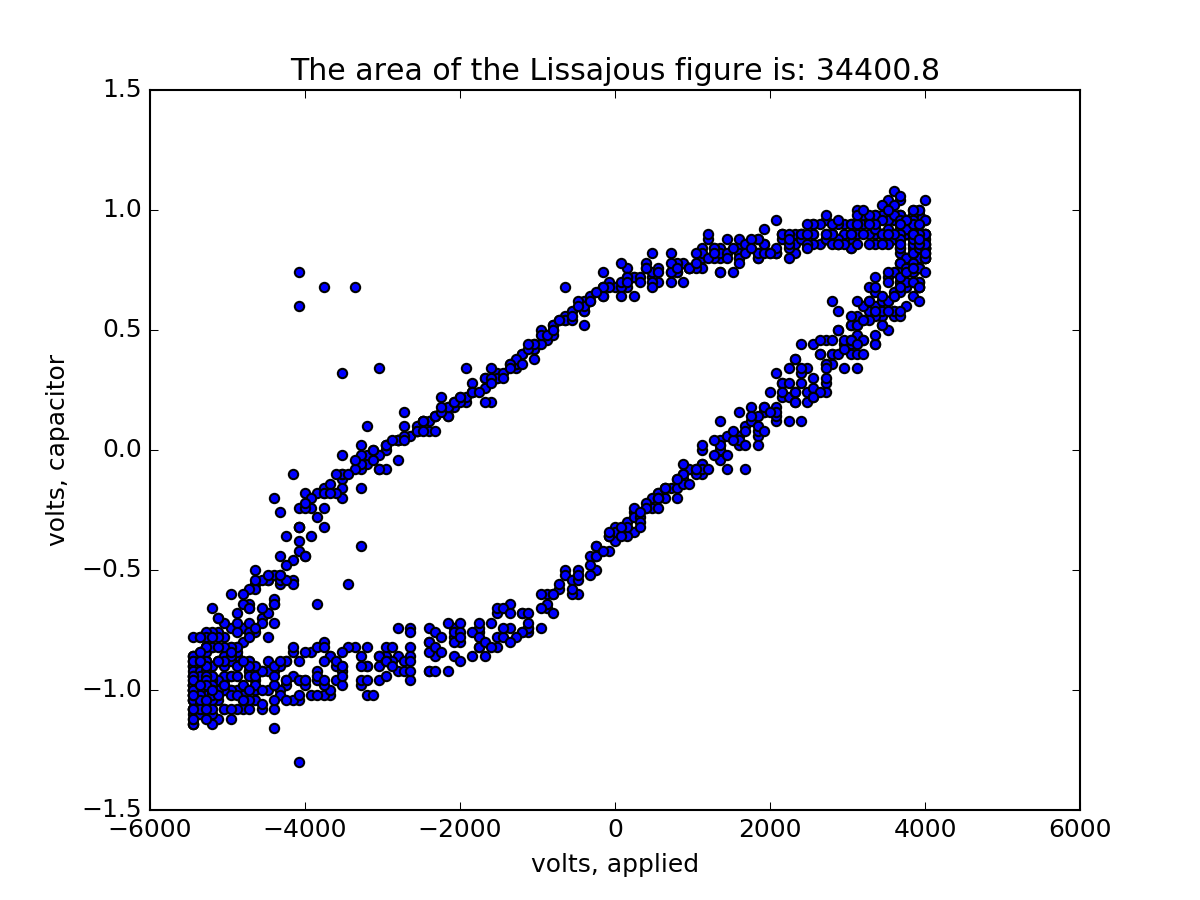 The area of the Lissajous figure is: 34400.8
1.5
1.0
0.5
0.0
−0.5
−1.0
−1.5
volts, capacitor
−6000 −4000 −2000 0 2000 4000 6000
volts, applied